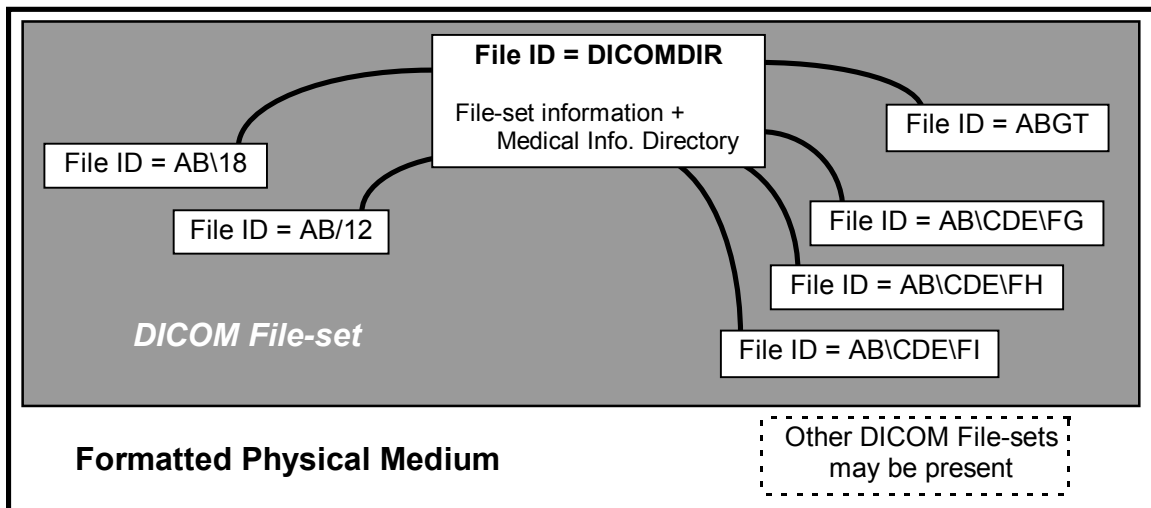 File ID = DICOMDIR
File-set information +
Medical Info. Directory
File ID = AB\18
File ID = AB/12
File ID = ABGT
File ID = AB\CDE\FG
File ID = AB\CDE\FH
File ID = AB\CDE\FI
DICOM File-set
Formatted Physical Medium
Other DICOM File-sets
may be present